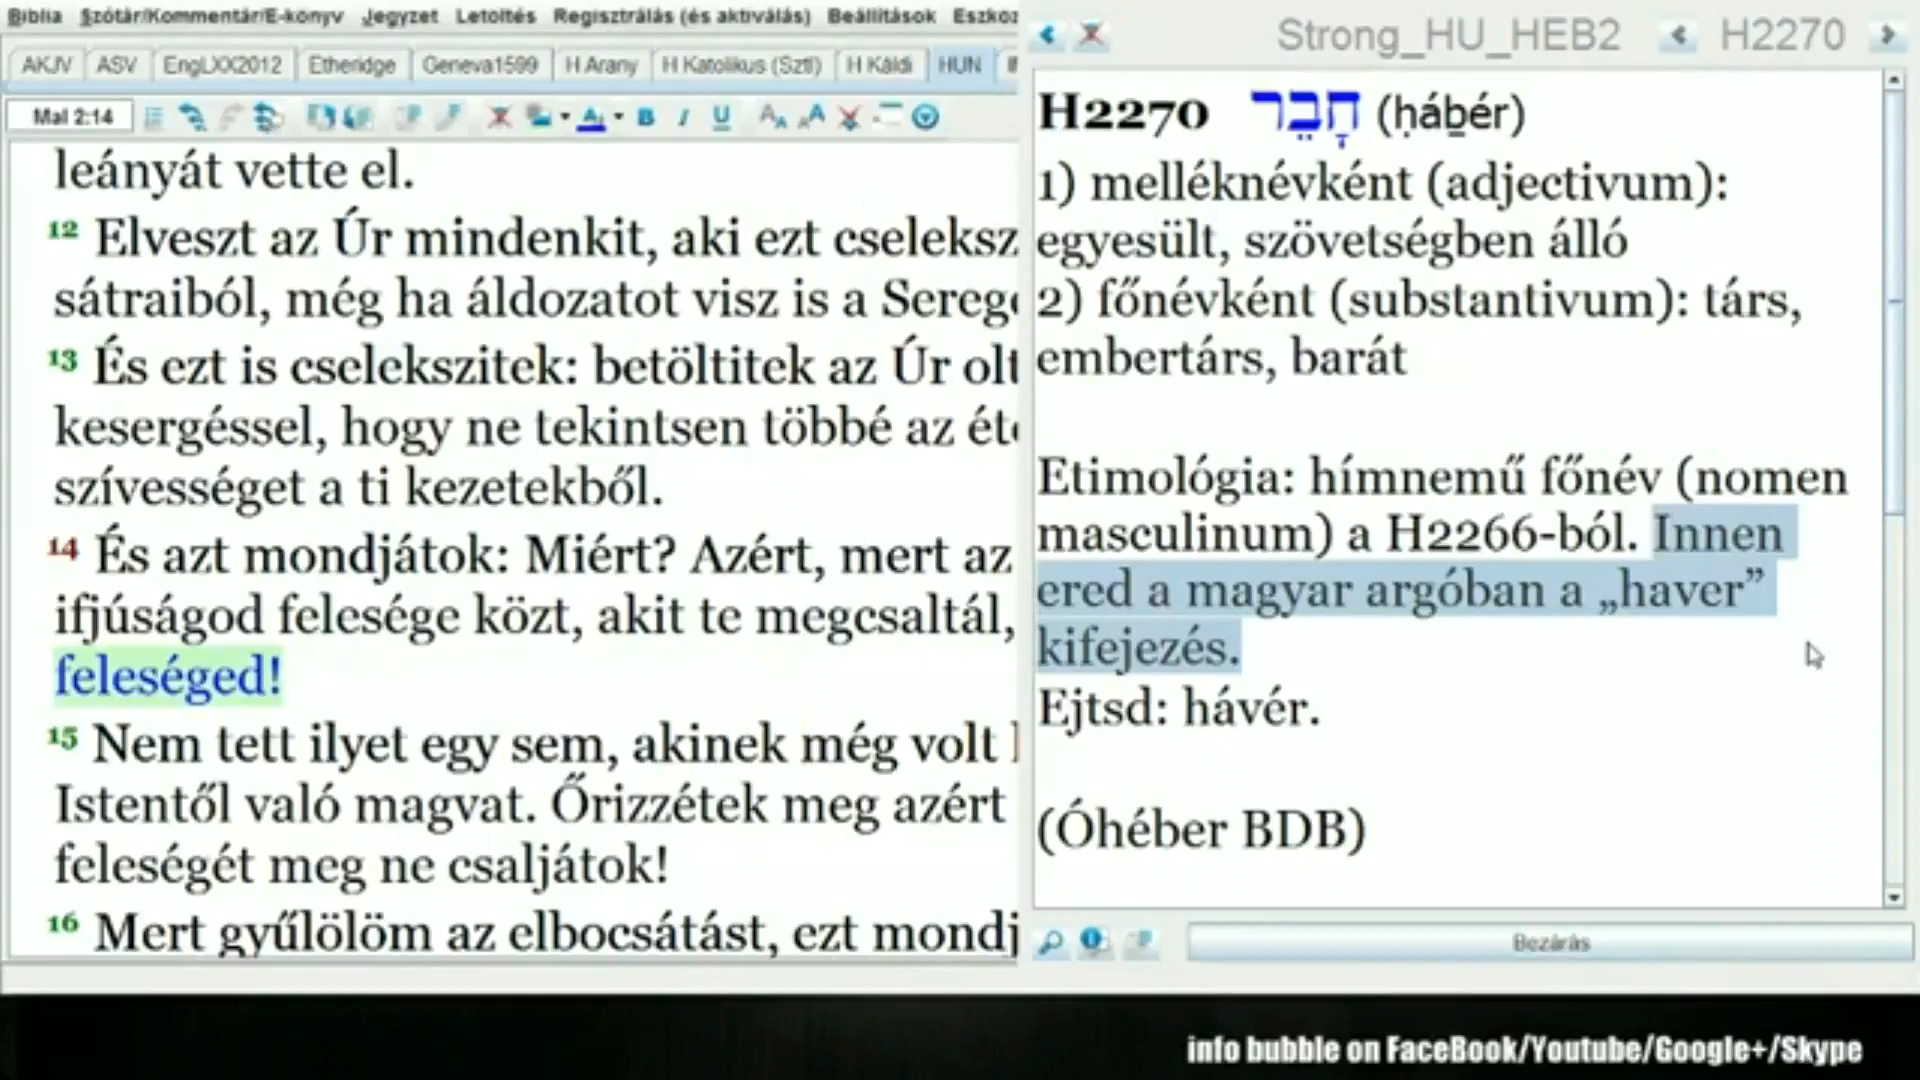 Biblia Szótár/Kommentár/E-könyv Jegyzet Letöltés Regisztrálás (és aktiválás) Beállítások
AKJV ASV EngLXX2012 Etheridge Geneva1599 H Arany H Katolikus (SztI) H Káldi HUN
Mal 2:14
leányát vette el.
12 Elveszt az Úr mindenkit, aki ezt cseleksz
sátraiból, még ha áldozatot visz is a Serege
13 És ezt is cselekszitek: betöltitek az Úr olt
kesergéssel, hogy ne tekintsen többé az éte
szívességet a ti kezetekből.
14 És azt mondjátok: Miért? Azért, mert az
ifjúságod felesége közt, akit te megcsaltál,
feleséged!
15 Nem tett ilyet egy sem, akinek még volt
Istentől való magvat. Őrizzétek meg azért
feleségét meg ne csaljátok!
16 Mert gyűlölöm az elbocsátást, ezt mondj
Strong_HU_HEB2 H2270
H2270 חָבֵר (ḥáḇér)
1) melléknévként (adjectivum):
egyesült, szövetségben álló
2) főnévként (substantivum): társ,
embertárs, barát
Etimológia: hímnemű főnév (nomen
masculinum) a H2266-ból. Innen
ered a magyar argóban a „haver”
kifejezés.
Ejtsd: hávér.
(Óhéber BDB)
Bezárás
info bubble on FaceBook/Youtube/Google+/Skype